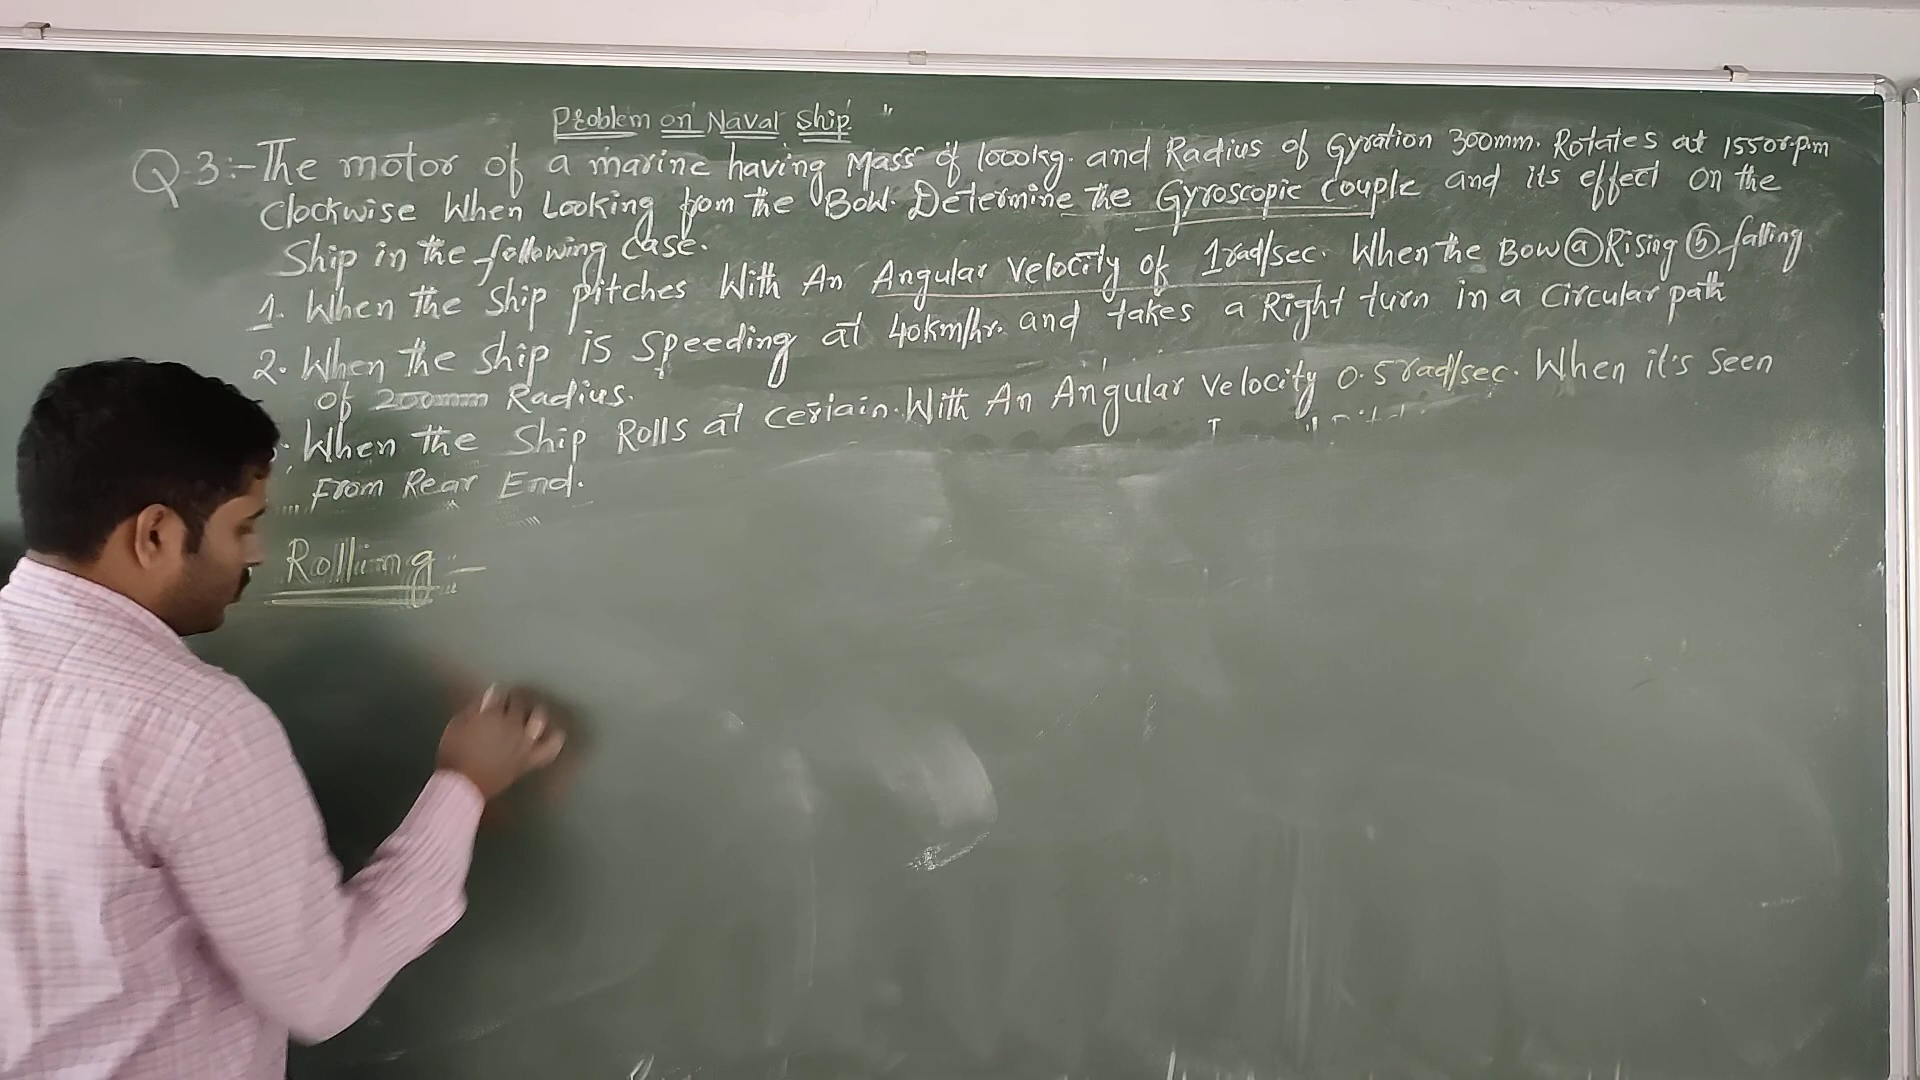 Problem on Naval Ship "
Q.3:- The motor of a marine having Mass of 1000kg. and Radius of Gyration 300mm. Rotates at 1550r.p.m
Clockwise When Looking from the Bow. Determine the Gyroscopic Couple and its effect on the
Ship in the following Case.
1. When the Ship pitches With An Angular Velocity of 1rad/sec. When the Bow (a) Rising (b) falling
2. When the Ship is Speeding at 40km/hr. and takes a Right turn in a Circular path
of 200mm Radius.
When the Ship Rolls at Ceriain. With An Angular Velocity 0.5rad/sec. When it's Seen
From Rear End.
Rolling -